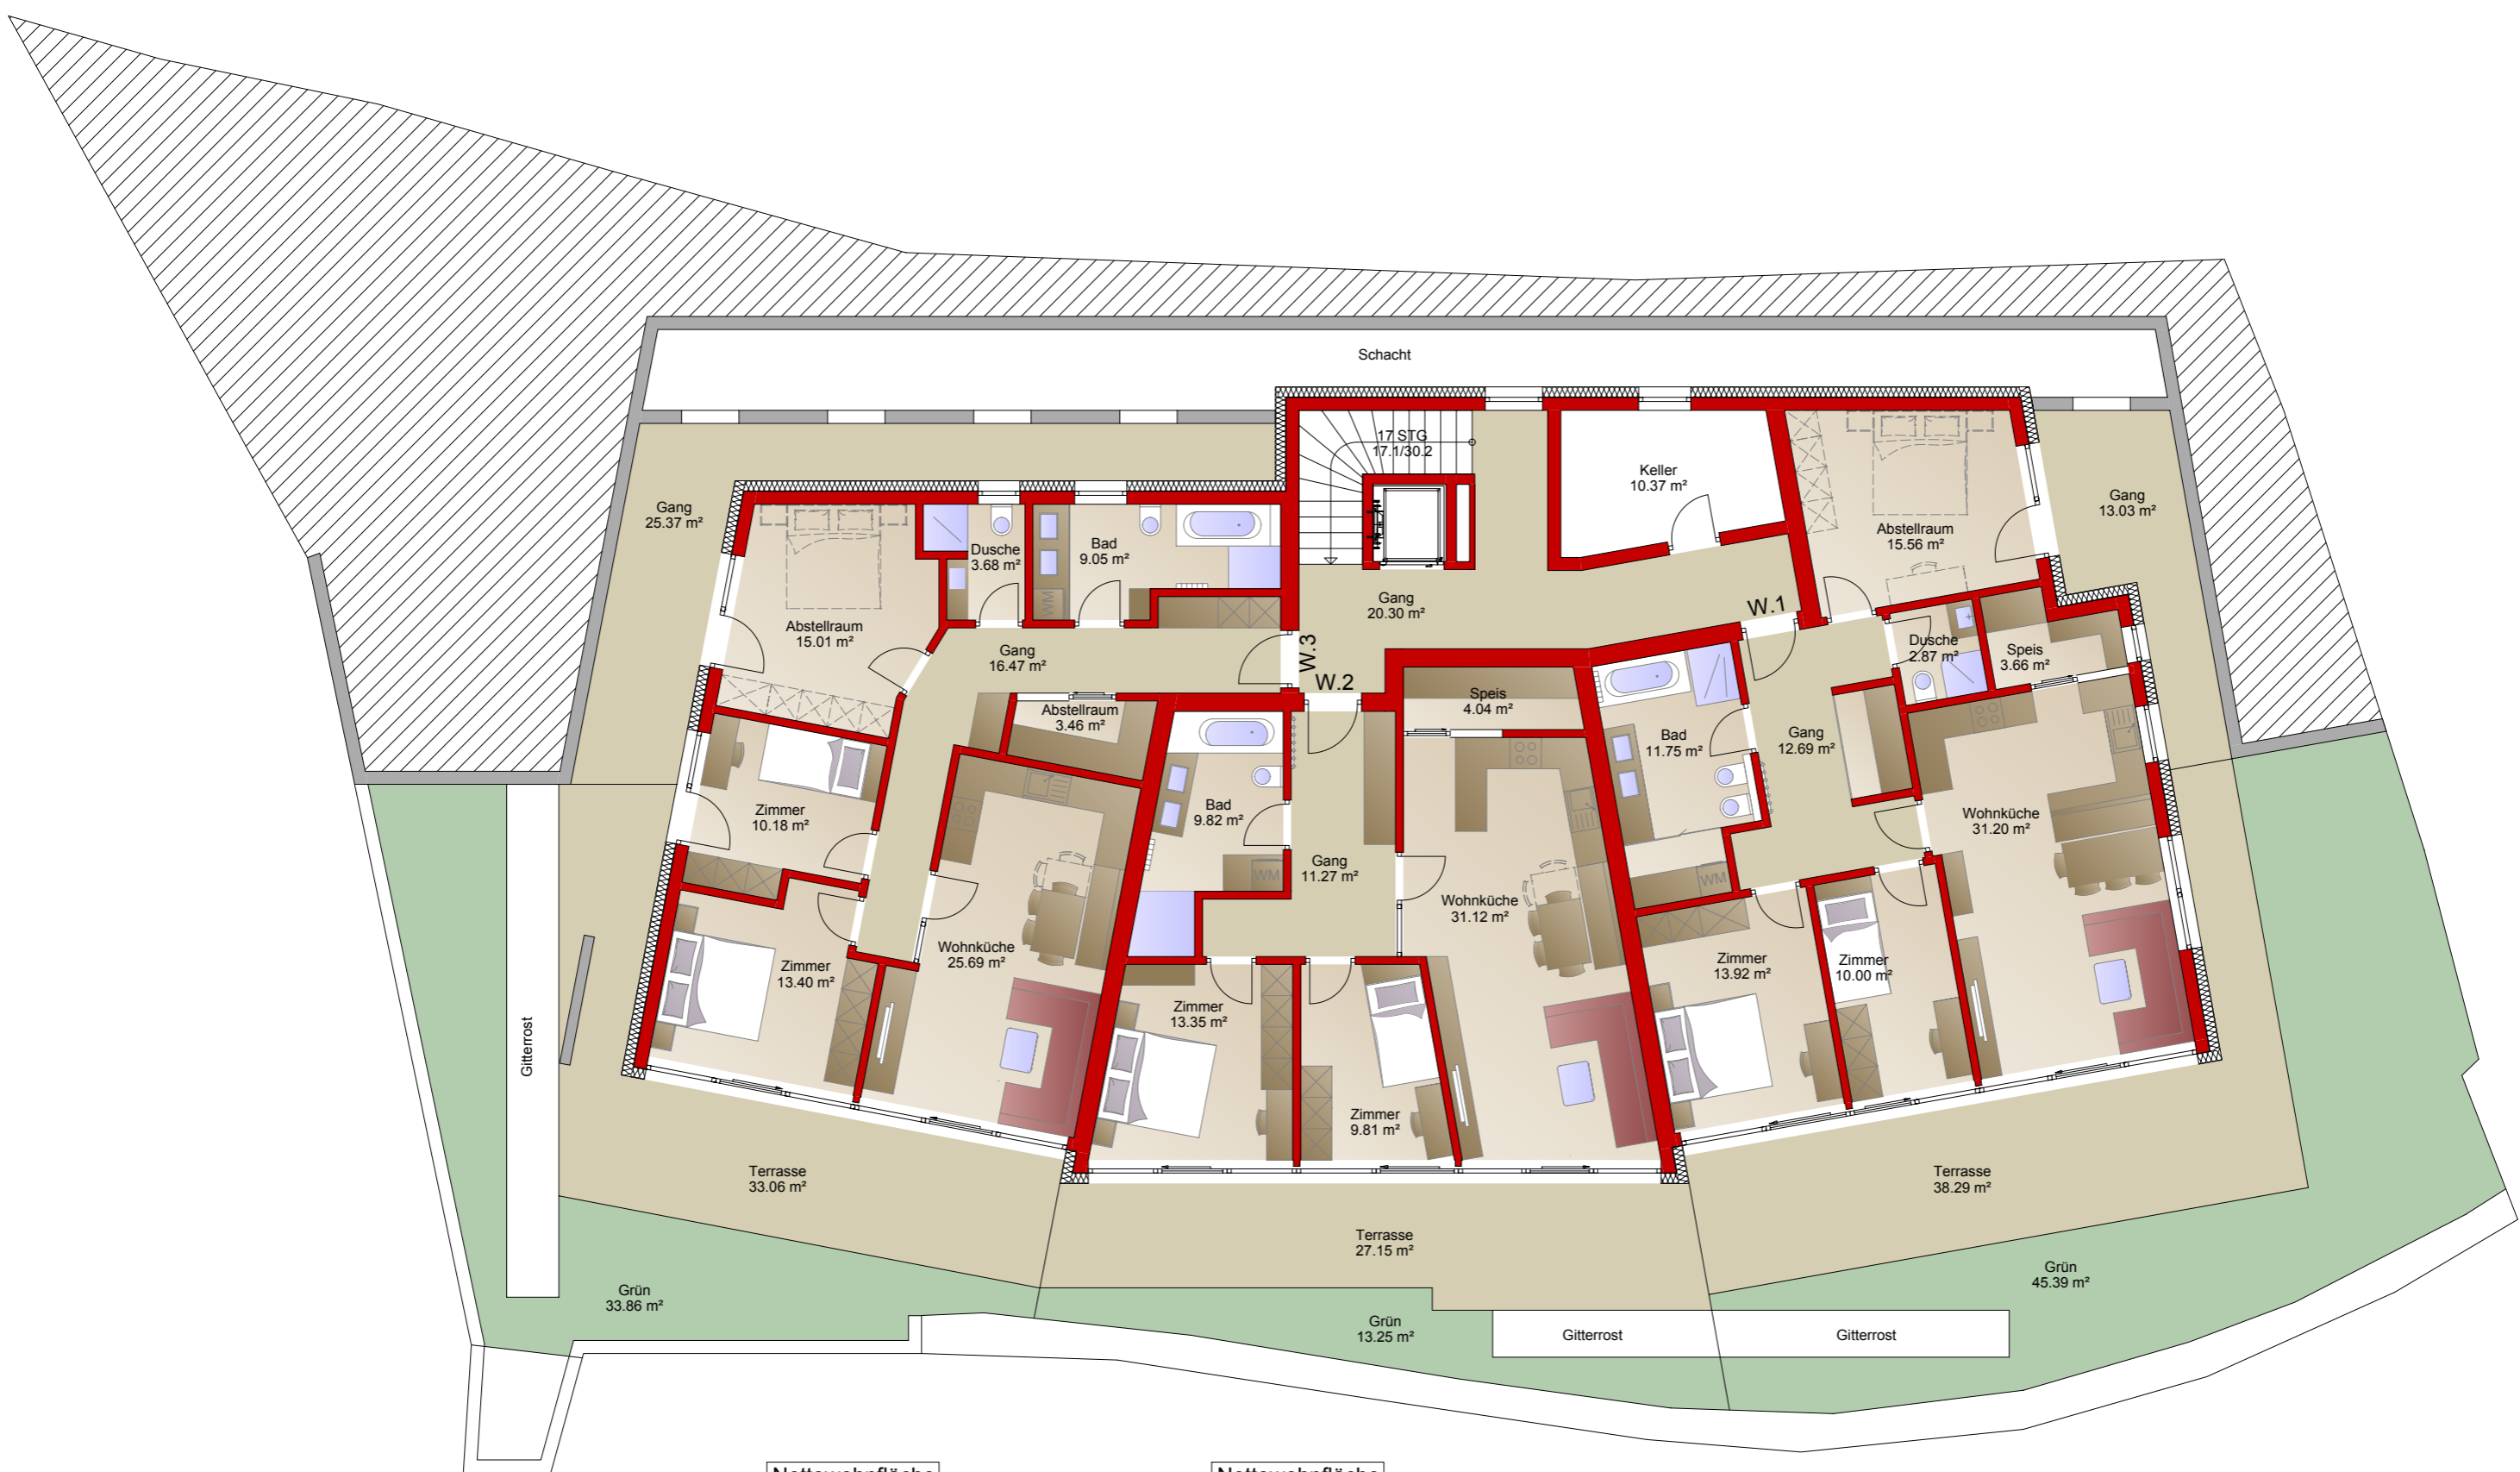 Schacht
17 STG
17.1/30.2
Keller
10.37 m²
Gang
25.37 m²
Gang
13.03 m²
Abstellraum
15.56 m²
Dusche
3.68 m²
Bad
9.05 m²
WM
Gang
20.30 m²
W.1
Abstellraum
15.01 m²
Gang
16.47 m²
W.3
W.2
Dusche
2.87 m²
Speis
3.66 m²
Abstellraum
3.46 m²
Speis
4.04 m²
Bad
11.75 m²
Gang
12.69 m²
Zimmer
10.18 m²
Bad
9.82 m²
Wohnküche
31.20 m²
Gang
11.27 m²
WM
WM
Wohnküche
31.12 m²
Wohnküche
25.69 m²
Zimmer
13.40 m²
Zimmer
13.92 m²
Zimmer
10.00 m²
Zimmer
13.35 m²
Gitterrost
Zimmer
9.81 m²
Terrasse
33.06 m²
Terrasse
38.29 m²
Terrasse
27.15 m²
Grün
45.39 m²
Grün
33.86 m²
Grün
13.25 m²
Gitterrost
Gitterrost
Nettowohnfläche
Nettowohnfläche